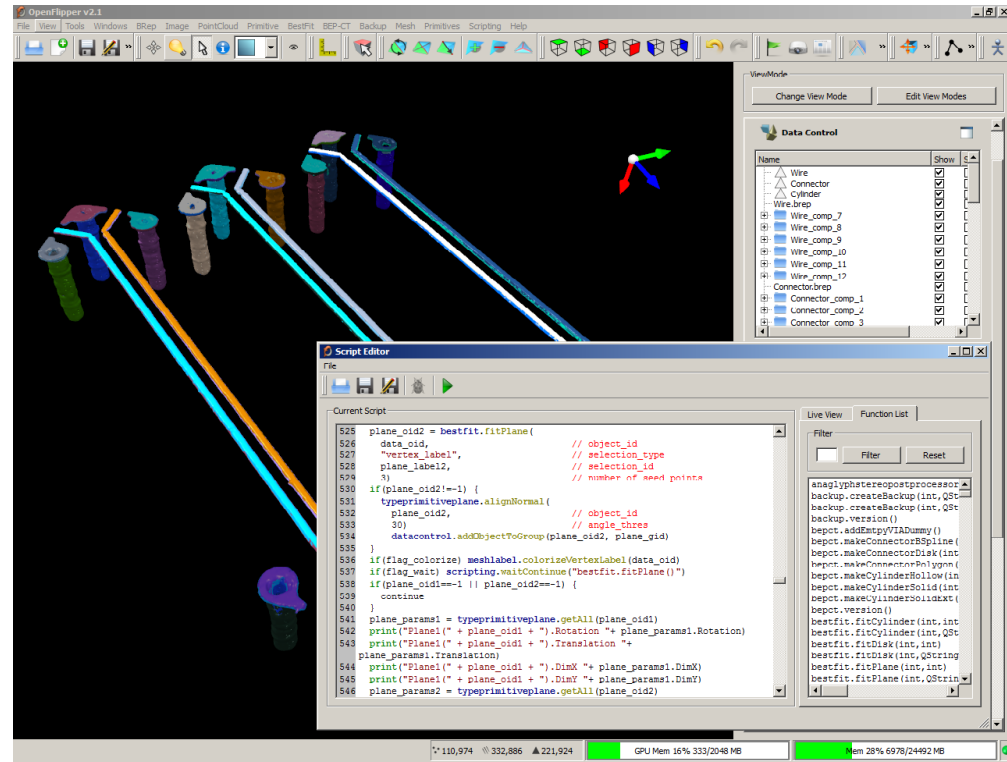 OpenFlipper v2.1
File View Tools Windows BRep Image PointCloud Primitive BestFit BEP-CT Backup Mesh Primitives Scripting Help
ViewMode
Change View Mode Edit View Modes
Data Control
Name Show
Wire
Connector
Cylinder
Wire.brep
Wire_comp_7
Wire_comp_8
Wire_comp_9
Wire_comp_10
Wire_comp_11
Wire_comp_12
Connector.brep
Connector_comp_1
Connector_comp_2
Connector_comp_3
Script Editor
File
Current Script
525 plane_oid2 = bestfit.fitPlane(
526 data_oid, // object_id
527 "vertex_label", // selection_type
528 plane_label2, // selection_id
529 3) // number of seed points
530 if(plane_oid2!=-1) {
531 typeprimitiveplane.alignNormal(
532 plane_oid2, // object_id
533 30) // angle_thres
534 datacontrol.addObjectToGroup(plane_oid2, plane_gid)
535 }
536 if(flag_colorize) meshlabel.colorizeVertexLabel(data_oid)
537 if(flag_wait) scripting.waitContinue("bestfit.fitPlane()")
538 if(plane_oid1==-1 || plane_oid2==-1) {
539 continue
540 }
541 plane_params1 = typeprimitiveplane.getAll(plane_oid1)
542 print("Plane1(" + plane_oid1 + ").Rotation "+ plane_params1.Rotation)
543 print("Plane1(" + plane_oid1 + ").Translation "+
plane_params1.Translation)
544 print("Plane1(" + plane_oid1 + ").DimX "+ plane_params1.DimX)
545 print("Plane1(" + plane_oid1 + ").DimY "+ plane_params1.DimY)
546 plane_params2 = typeprimitiveplane.getAll(plane_oid2)
Live View Function List
Filter
Filter Reset
anaglyphstereopostprocessor
backup.createBackup(int,QSt
backup.createBackup(int,QSt
backup.version()
bepct.addEmtpyVIADummy()
bepct.makeConnectorBSpline(
bepct.makeConnectorDisk(int
bepct.makeConnectorPolygon(
bepct.makeCylinderHollow(in
bepct.makeCylinderSolid(int
bepct.makeCylinderSolidExt(
bepct.version()
bestfit.fitCylinder(int,int
bestfit.fitCylinder(int,QSt
bestfit.fitDisk(int,int)
bestfit.fitDisk(int,QString
bestfit.fitPlane(int,int)
bestfit.fitPlane(int,QStrin
110,974 332,886 221,924 GPU Mem 16% 333/2048 MB Mem 28% 6978/24492 MB